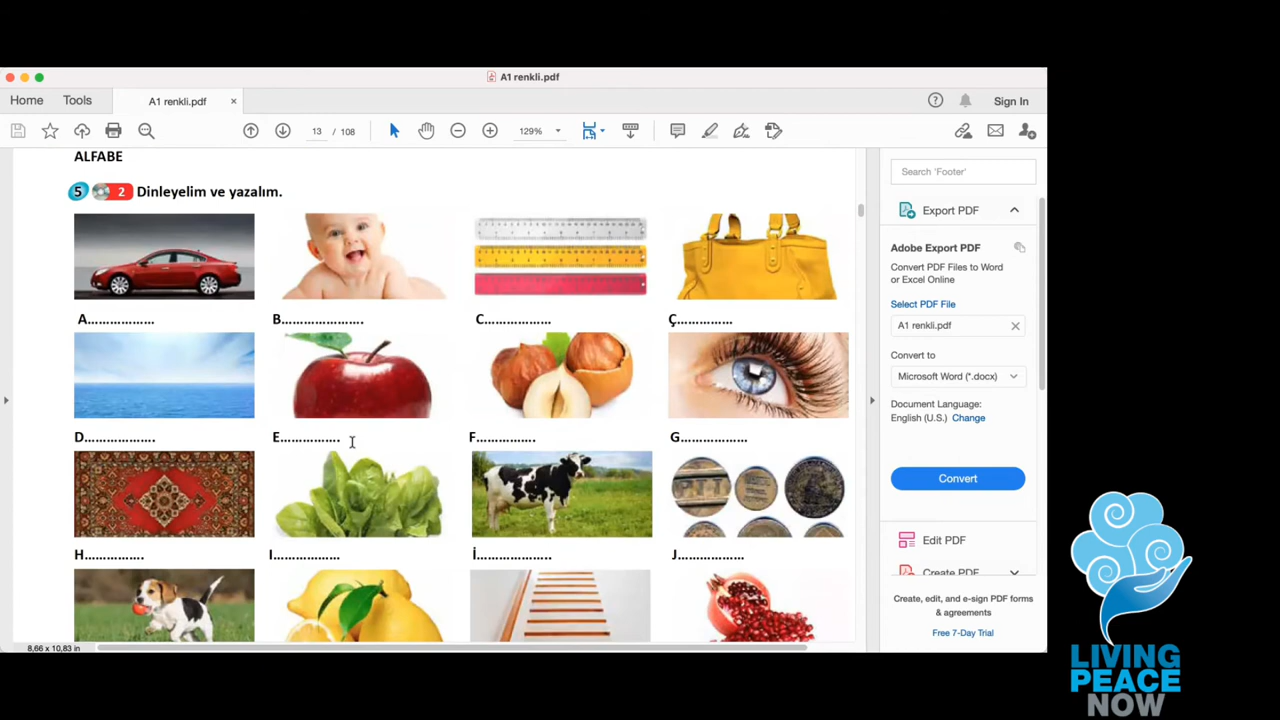 A1 renkli.pdf
Home Tools A1 renkli.pdf × Sign In
13 / 108 129%
ALFABE
5 2 Dinleyelim ve yazalım.
A……………… B…………………. C……………… Ç……………
D………………. E……………. F……………. G………………
H……………. I……………… İ……………….. J………………
8,66 x 10,83 in
Search 'Footer'
Export PDF
Adobe Export PDF
Convert PDF Files to Word
or Excel Online
Select PDF File
A1 renkli.pdf
Convert to
Microsoft Word (*.docx)
Document Language:
English (U.S.) Change
Convert
Edit PDF
Create PDF
Create, edit, and e-sign PDF forms
& agreements
Free 7-Day Trial
LIVING
PEACE
NOW